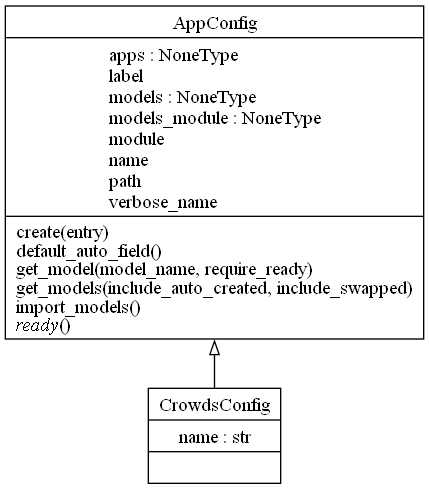 AppConfig
apps : NoneType
label
models : NoneType
models_module : NoneType
module
name
path
verbose_name
create(entry)
default_auto_field()
get_model(model_name, require_ready)
get_models(include_auto_created, include_swapped)
import_models()
ready()
CrowdsConfig
name : str